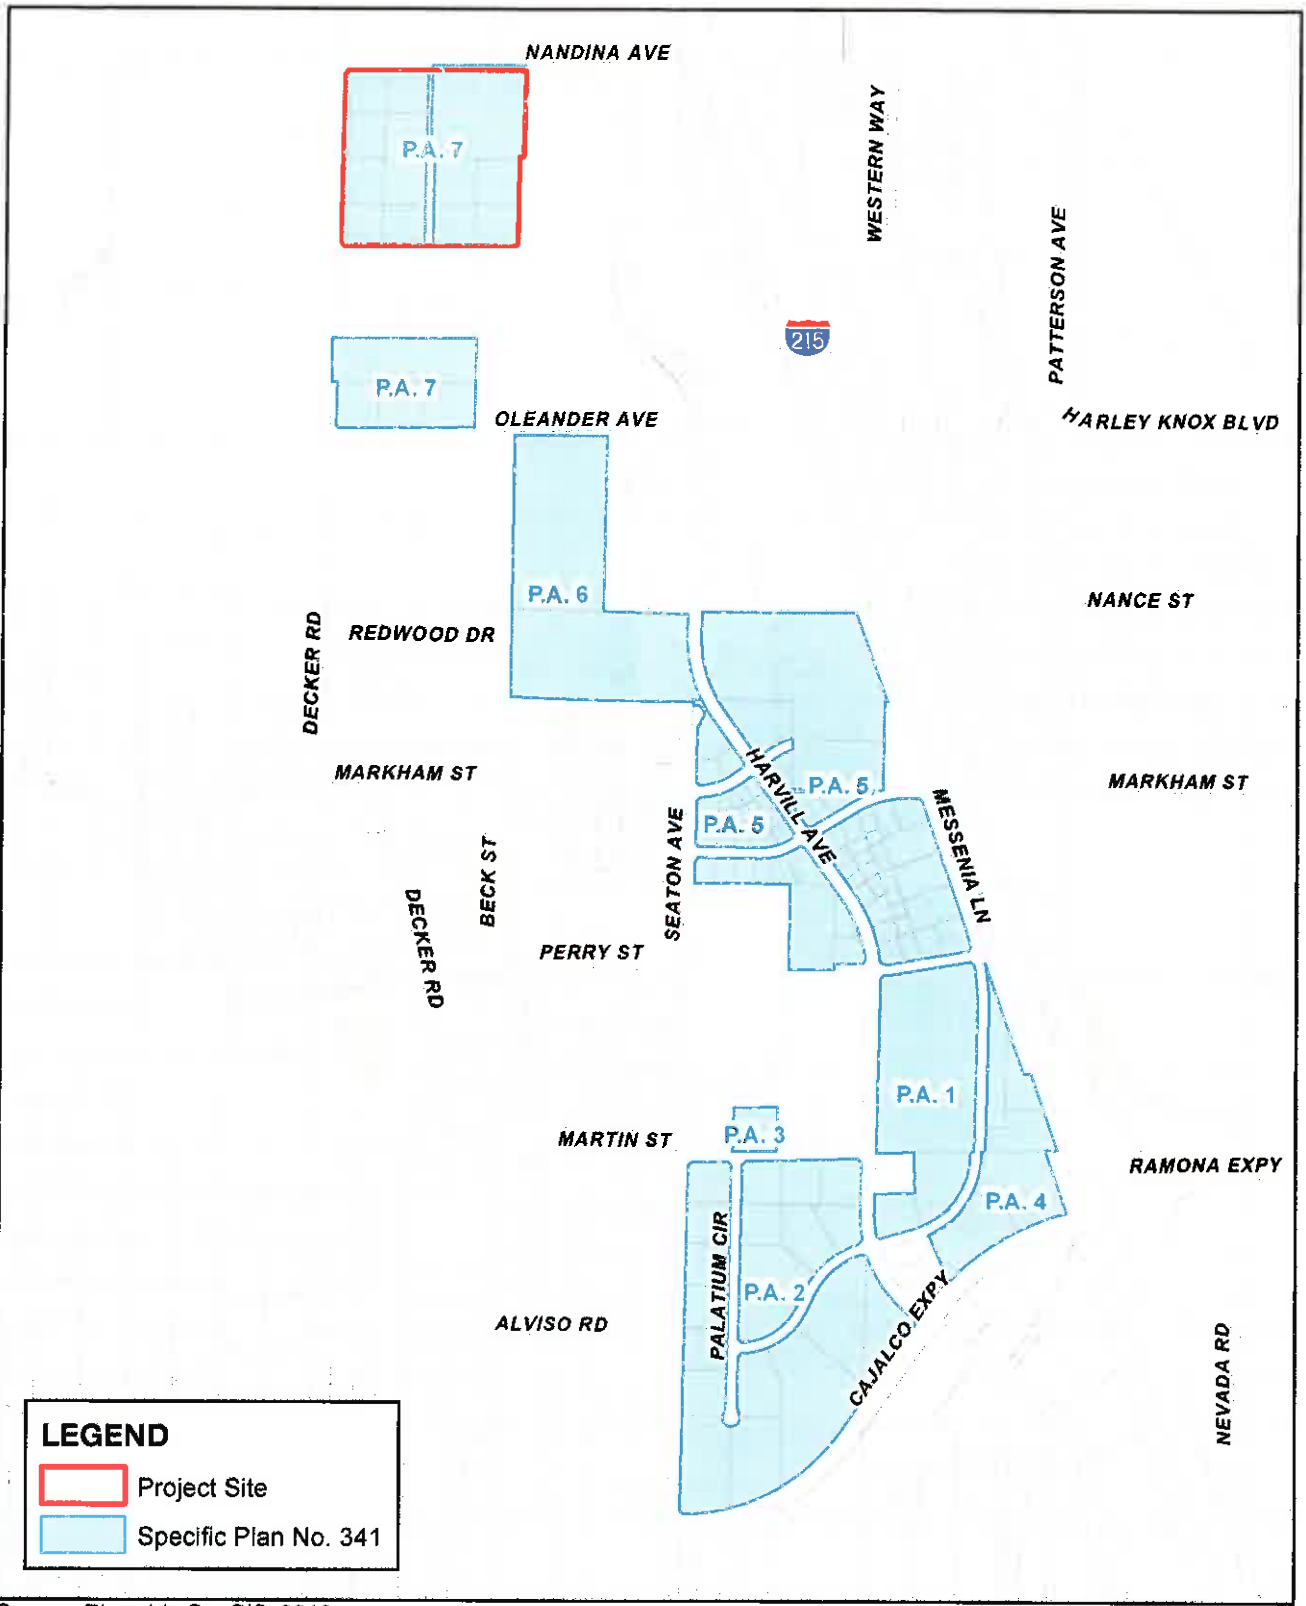 NANDINA AVE
WESTERN WAY
P.A. 7
PATTERSON AVE
215
P.A. 7
OLEANDER AVE
HARLEY KNOX BLVD
P.A. 6
NANCE ST
DECKER RD
REDWOOD DR
MARKHAM ST
HARVILL AVE
P.A. 5
MARKHAM ST
P.A. 5
MESSENIA LN
SEATON AVE
BECK ST
DECKER RD
PERRY ST
P.A. 1
MARTIN ST
P.A. 3
RAMONA EXPY
P.A. 4
PALATIUM CIR
P.A. 2
ALVISO RD
CAJALCO EXPY
NEVADA RD
LEGEND
Project Site
Specific Plan No. 341